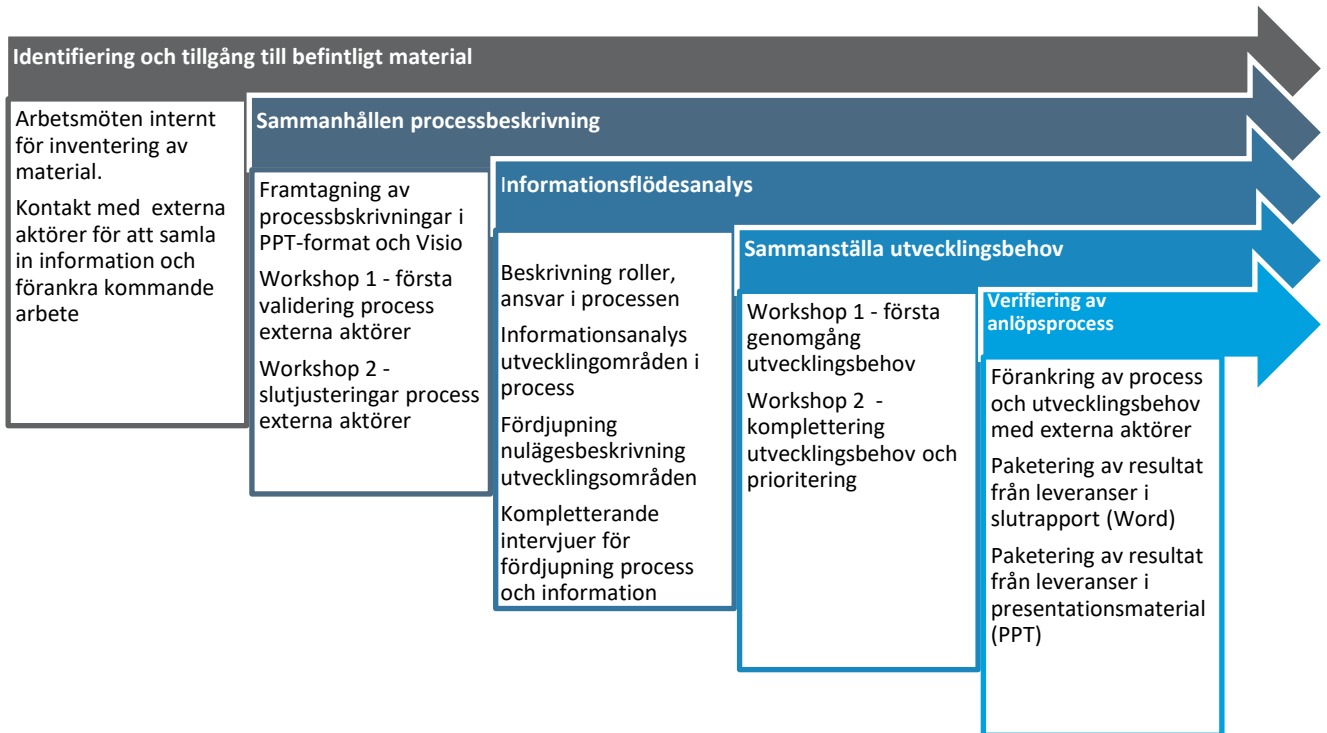 Identifiering och tillgång till befintligt material
Arbetsmöten internt
för inventering av
material.
Kontakt med externa
aktörer för att samla
in information och
förankra kommande
arbete
Sammanhållen processbeskrivning
Framtagning av
processbskrivningar i
PPT-format och Visio
Workshop 1 - första
validering process
externa aktörer
Workshop 2 -
slutjusteringar process
externa aktörer
Informationsflödesanalys
Beskrivning roller,
ansvar i processen
Informationsanalys
utvecklingområden i
process
Fördjupning
nulägesbeskrivning
utvecklingsområden
Kompletterande
intervjuer för
fördjupning process
och information
Sammanställa utvecklingsbehov
Workshop 1 - första
genomgång
utvecklingsbehov
Workshop 2 -
komplettering
utvecklingsbehov och
prioritering
Verifiering av
anlöpsprocess
Förankring av process
och utvecklingsbehov
med externa aktörer
Paketering av resultat
från leveranser i
slutrapport (Word)
Paketering av resultat
från leveranser i
presentationsmaterial
(PPT)